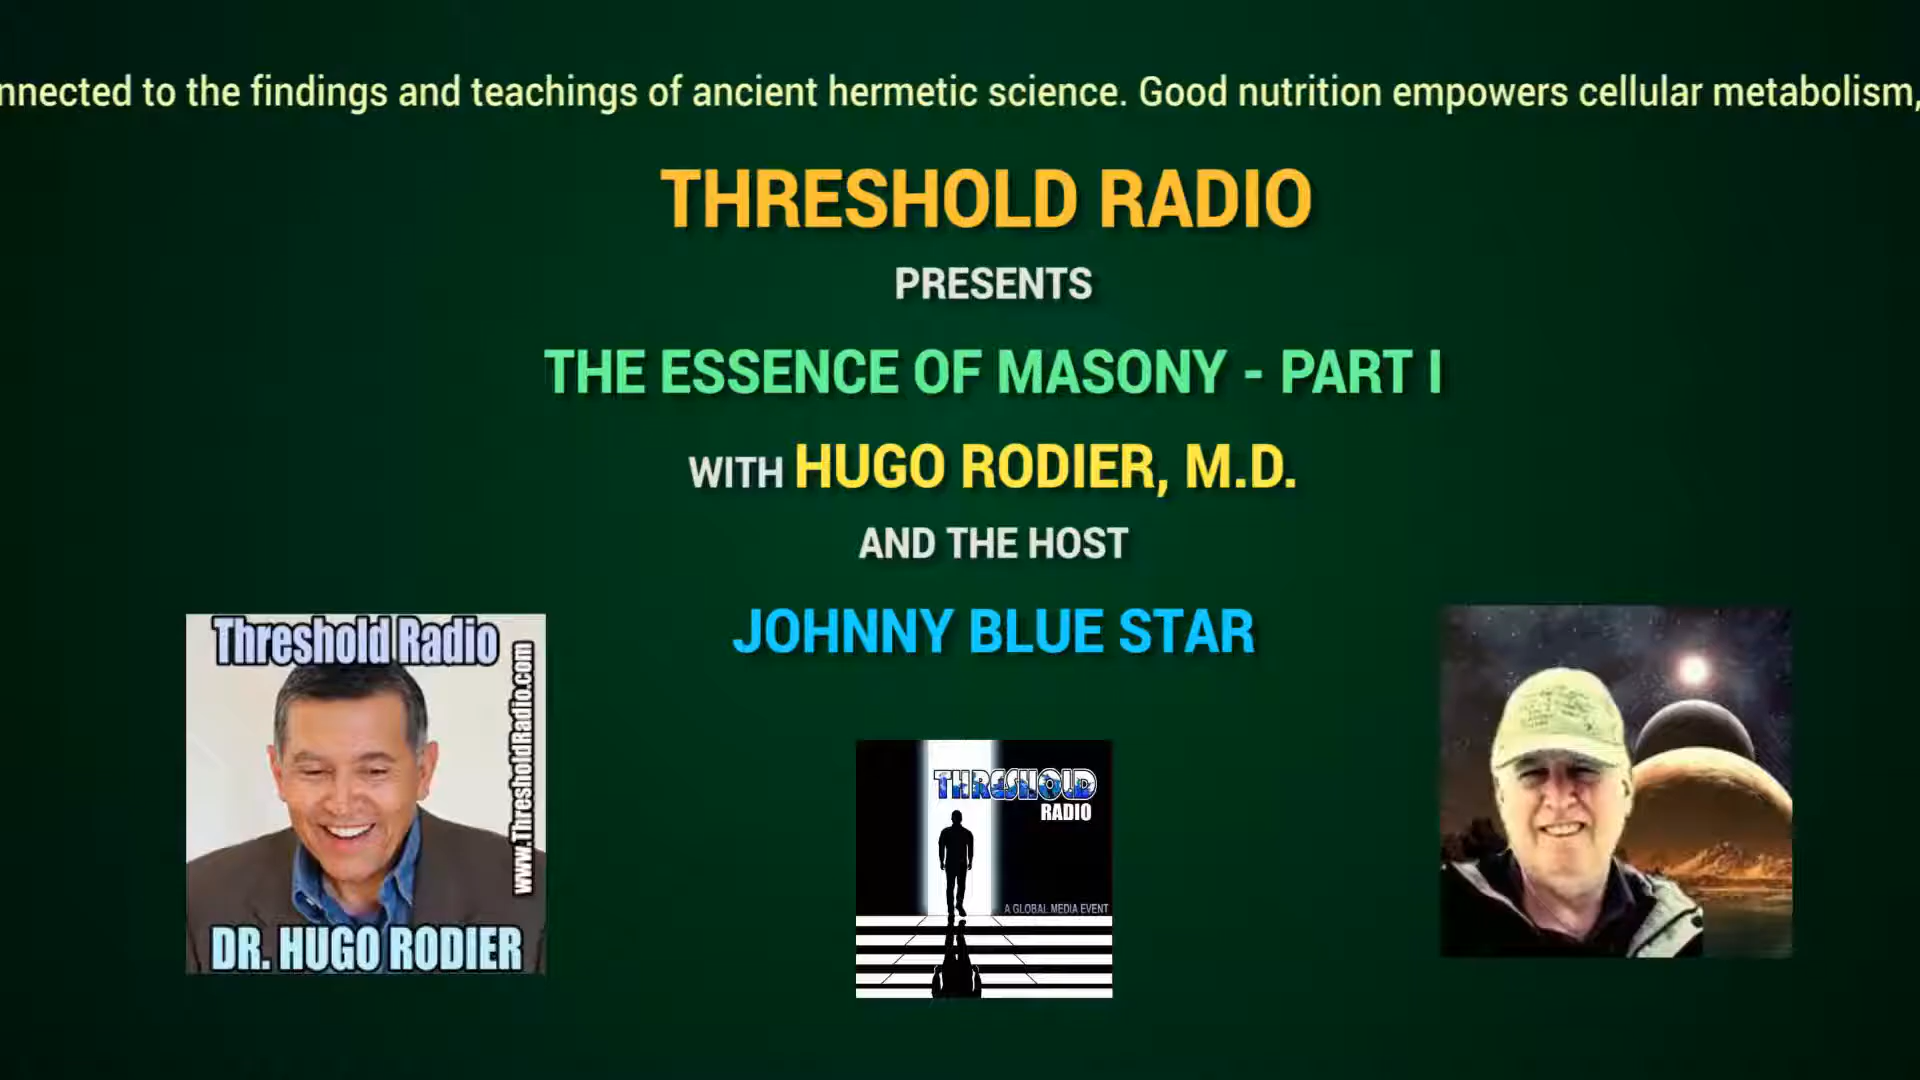 nnected to the findings and teachings of ancient hermetic science. Good nutrition empowers cellular metabolism,
THRESHOLD RADIO
PRESENTS
THE ESSENCE OF MASONY - PART I
WITH HUGO RODIER, M.D.
AND THE HOST
JOHNNY BLUE STAR
Threshold Radio
www.ThresholdRadio.com
DR. HUGO RODIER
THRESHOLD
RADIO
A GLOBAL MEDIA EVENT